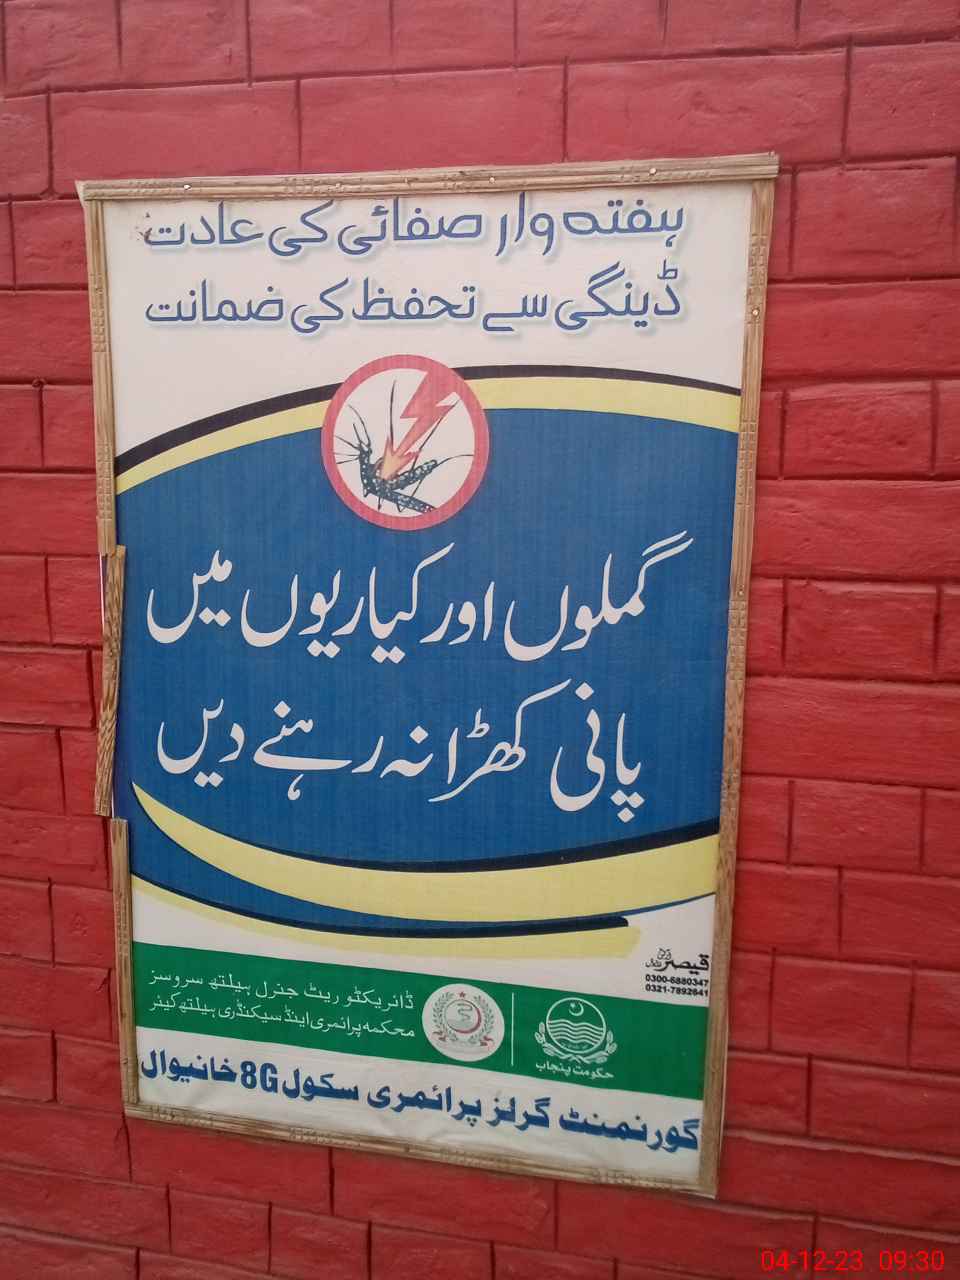 ہفتہ وار صفائی کی عادت
ڈینگی سے تحفظ کی ضمانت
گملوں اور کیاریوں میں
پانی کھڑا نہ رہنے دیں
قیصر
0300-6880347
0321-7892641
ڈائریکٹوریٹ جنرل ہیلتھ سروسز
محکمہ پرائمری اینڈ سیکنڈری ہیلتھ کیئر
حکومت پنجاب
گورنمنٹ گرلز پرائمری سکول 8G خانیوال
04-12-23 09:30